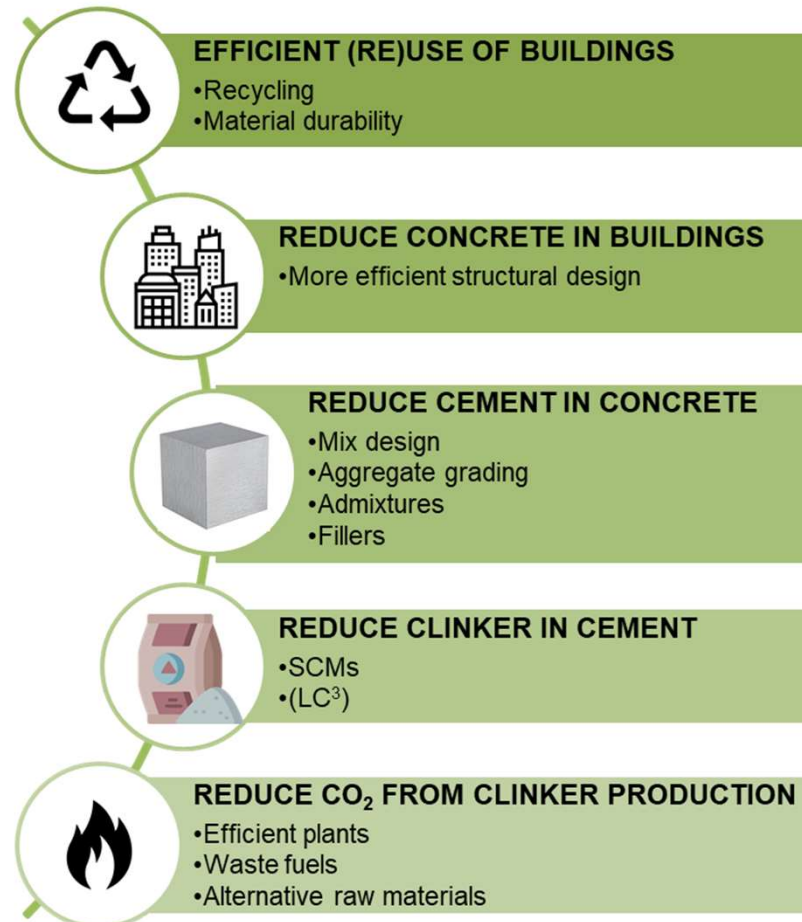 EFFICIENT (RE)USE OF BUILDINGS
•Recycling
•Material durability
REDUCE CONCRETE IN BUILDINGS
•More efficient structural design
REDUCE CEMENT IN CONCRETE
•Mix design
•Aggregate grading
•Admixtures
•Fillers
REDUCE CLINKER IN CEMENT
•SCMs
•(LC³)
REDUCE CO₂ FROM CLINKER PRODUCTION
•Efficient plants
•Waste fuels
•Alternative raw materials